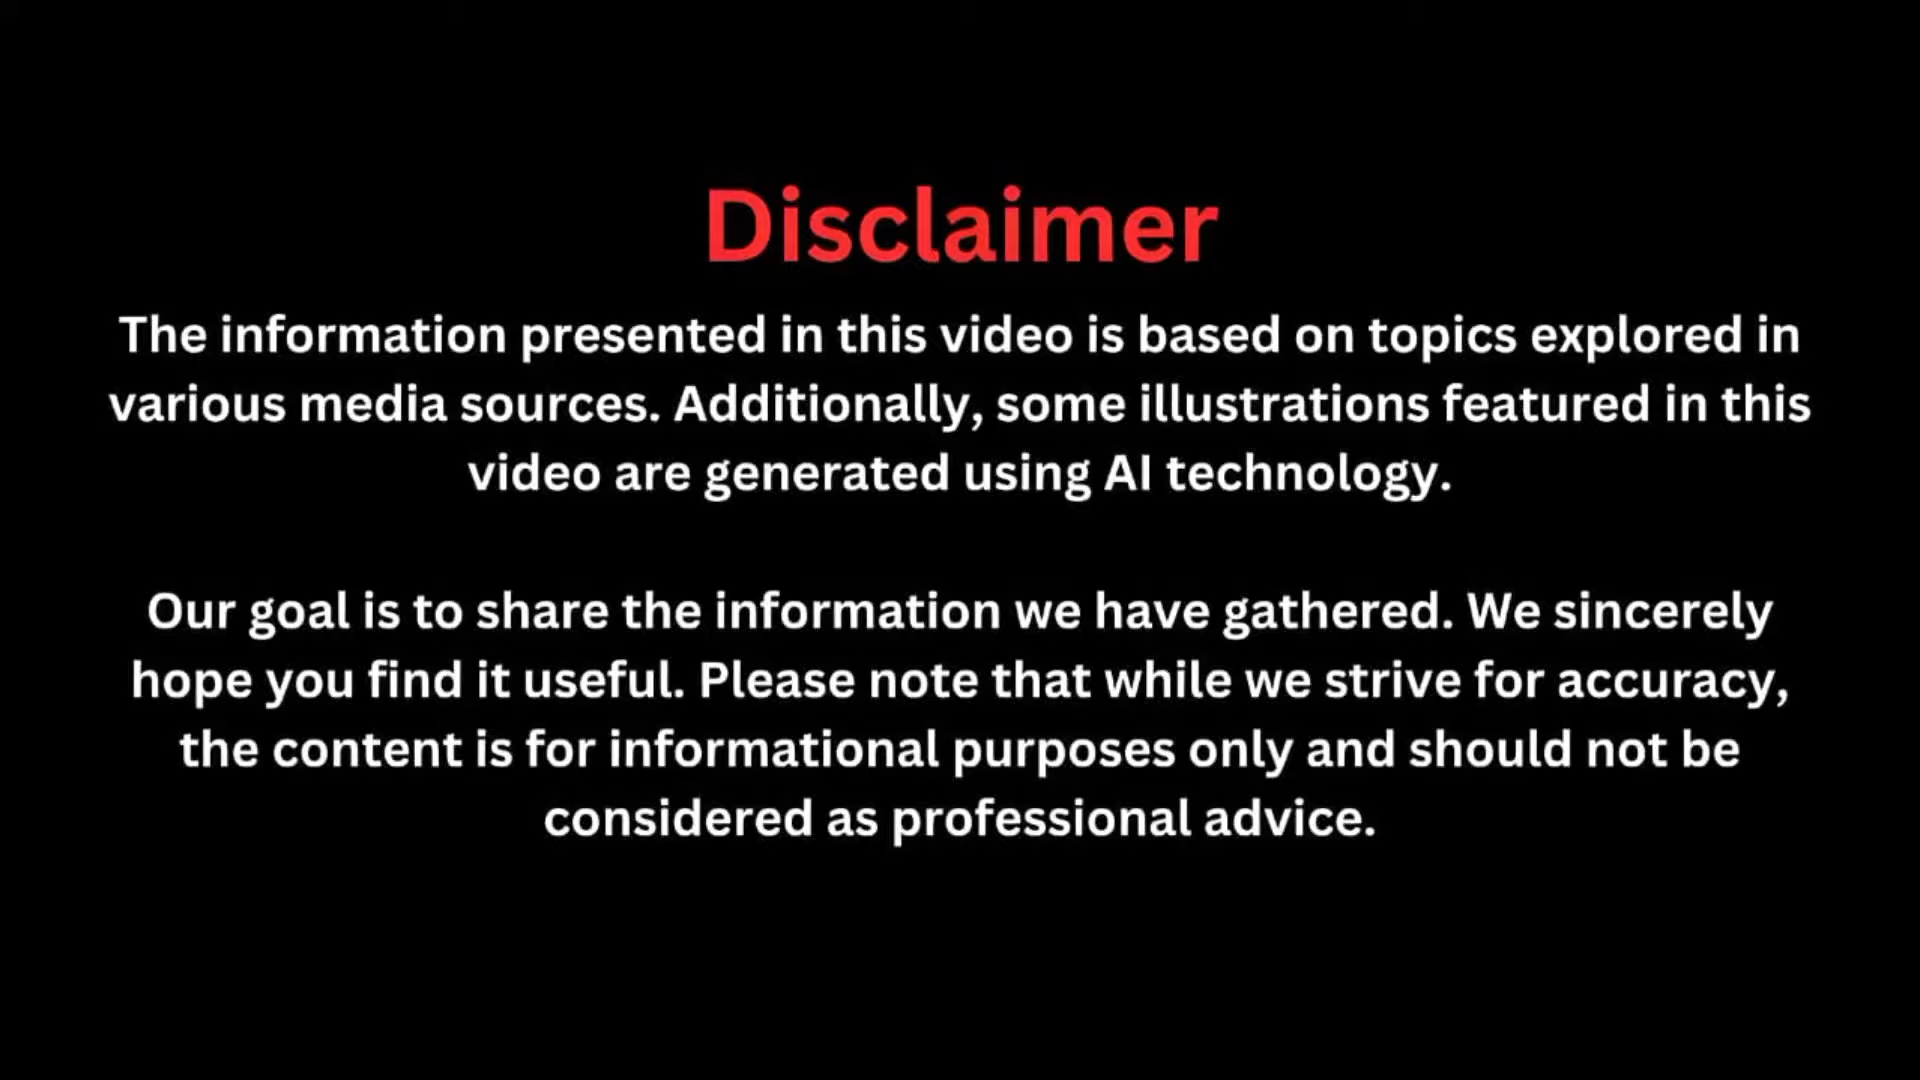 Disclaimer
The information presented in this video is based on topics explored in
various media sources. Additionally, some illustrations featured in this
video are generated using AI technology.
Our goal is to share the information we have gathered. We sincerely
hope you find it useful. Please note that while we strive for accuracy,
the content is for informational purposes only and should not be
considered as professional advice.